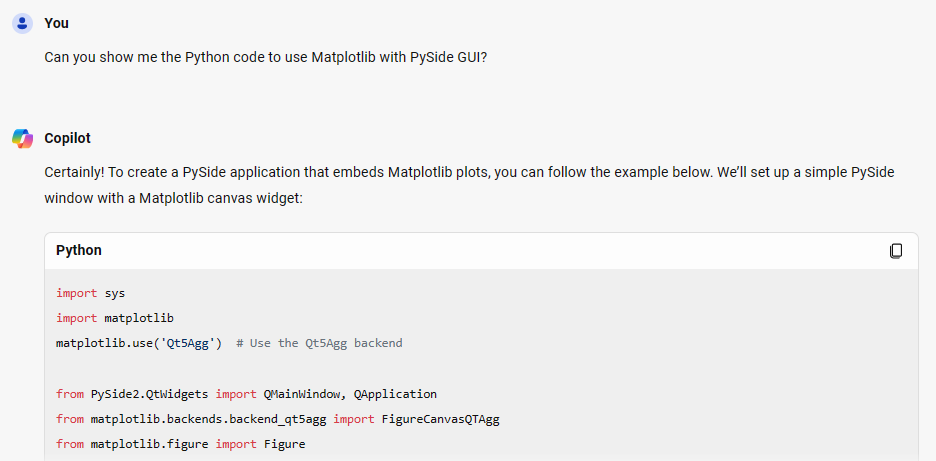 You
Can you show me the Python code to use Matplotlib with PySide GUI?
Copilot
Certainly! To create a PySide application that embeds Matplotlib plots, you can follow the example below. We’ll set up a simple PySide
window with a Matplotlib canvas widget:
Python
import sys
import matplotlib
matplotlib.use('Qt5Agg')  # Use the Qt5Agg backend
from PySide2.QtWidgets import QMainWindow, QApplication
from matplotlib.backends.backend_qt5agg import FigureCanvasQTAgg
from matplotlib.figure import Figure